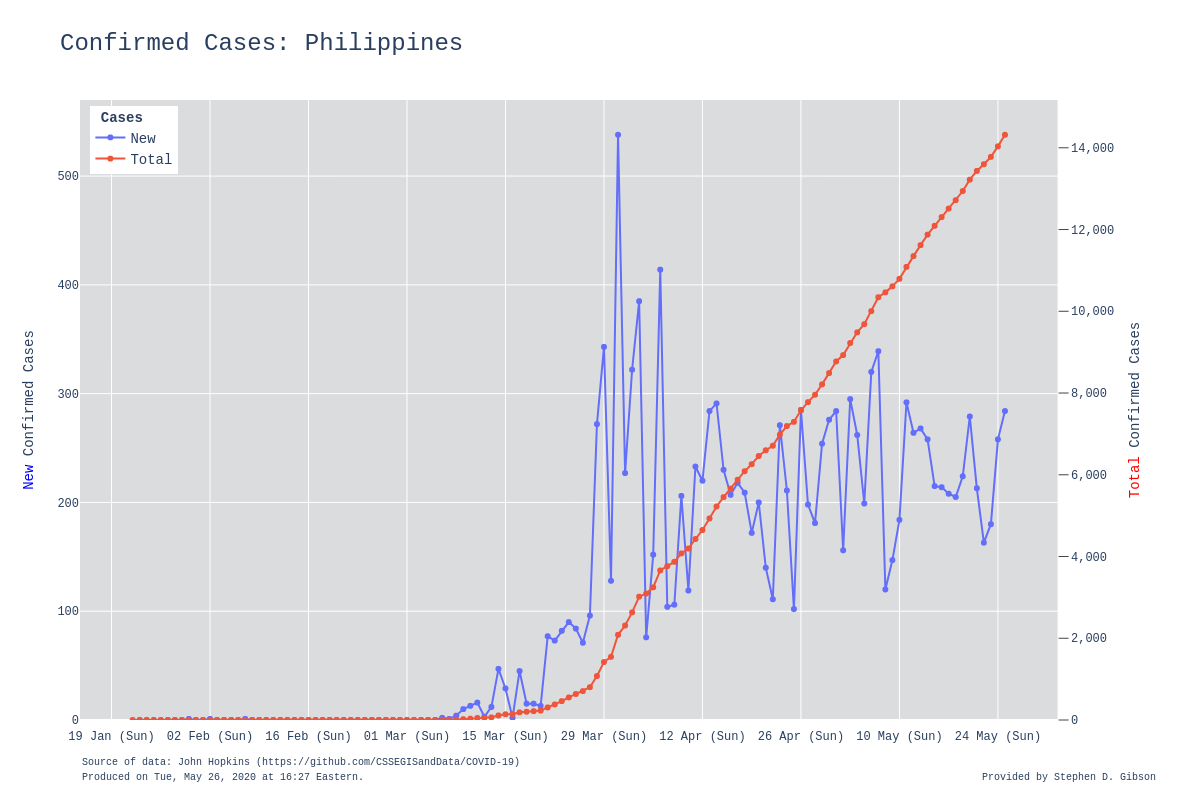 Confirmed Cases: Philippines
Cases
New
Total
500
400
300
200
100
0
New Confirmed Cases
14,000
12,000
10,000
8,000
6,000
4,000
2,000
0
Total Confirmed Cases
19 Jan (Sun) 02 Feb (Sun) 16 Feb (Sun) 01 Mar (Sun) 15 Mar (Sun) 29 Mar (Sun) 12 Apr (Sun) 26 Apr (Sun) 10 May (Sun) 24 May (Sun)
Source of data: John Hopkins (https://github.com/CSSEGISandData/COVID-19)
Produced on Tue, May 26, 2020 at 16:27 Eastern.
Provided by Stephen D. Gibson